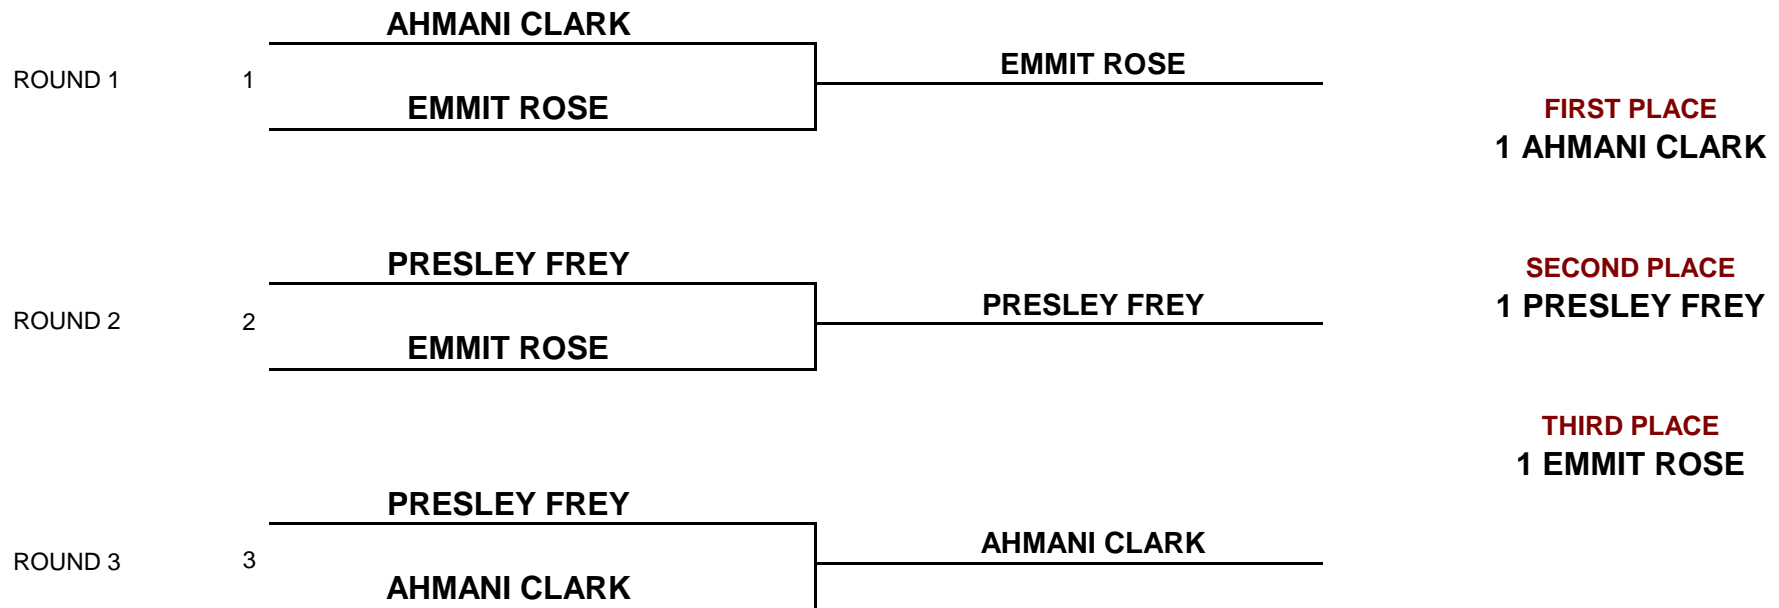 AHMANI CLARK
ROUND 1
1
EMMIT ROSE
EMMIT ROSE
FIRST PLACE
1 AHMANI CLARK
PRESLEY FREY
ROUND 2
2
PRESLEY FREY
EMMIT ROSE
SECOND PLACE
1 PRESLEY FREY
THIRD PLACE
1 EMMIT ROSE
PRESLEY FREY
ROUND 3
3
AHMANI CLARK
AHMANI CLARK